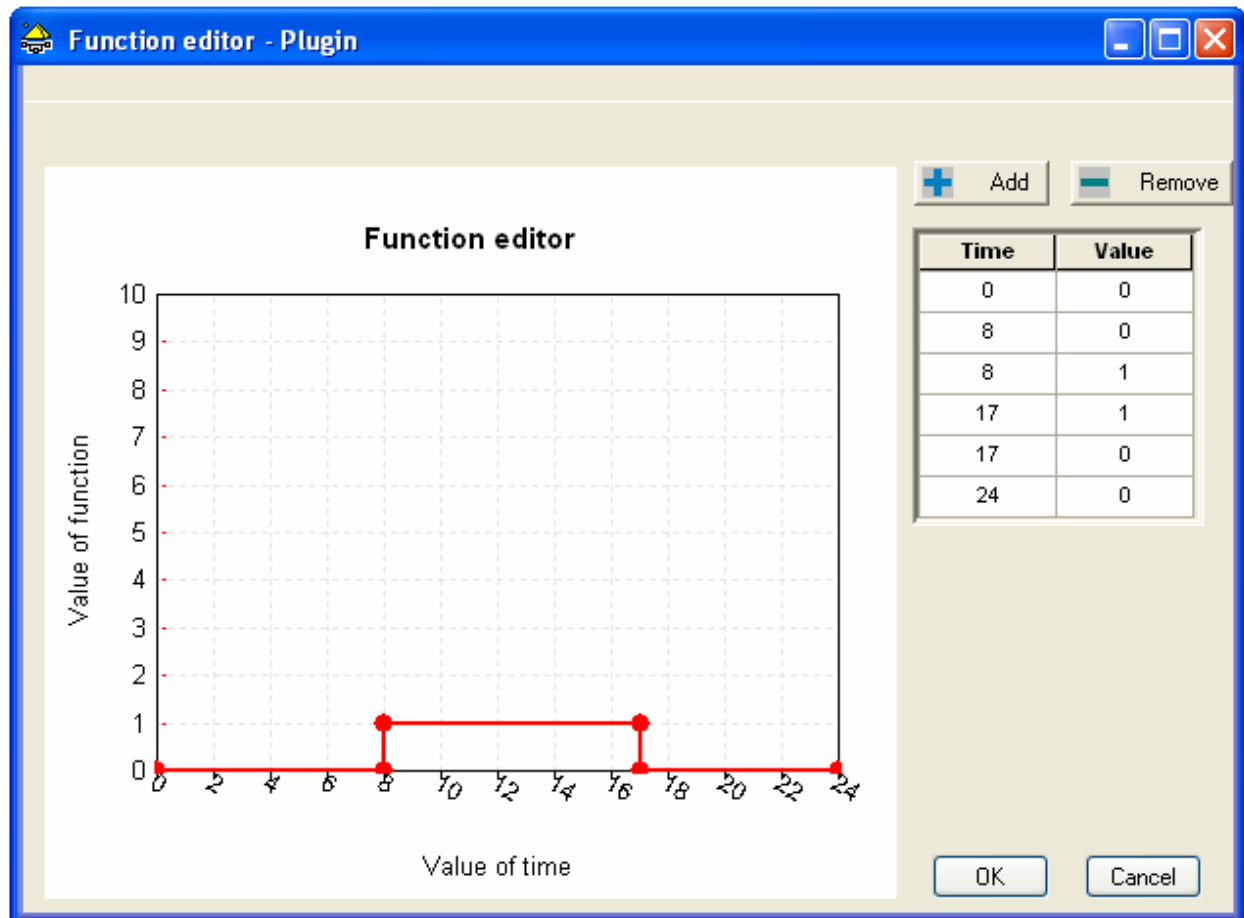 Function editor - Plugin
Add Remove
Function editor
Time Value
0 0
8 0
8 1
17 1
17 0
24 0
10
9
8
7
6
5
4
3
2
1
0
Value of function
0 2 4 6 8 10 12 14 16 18 20 22 24
Value of time
OK Cancel